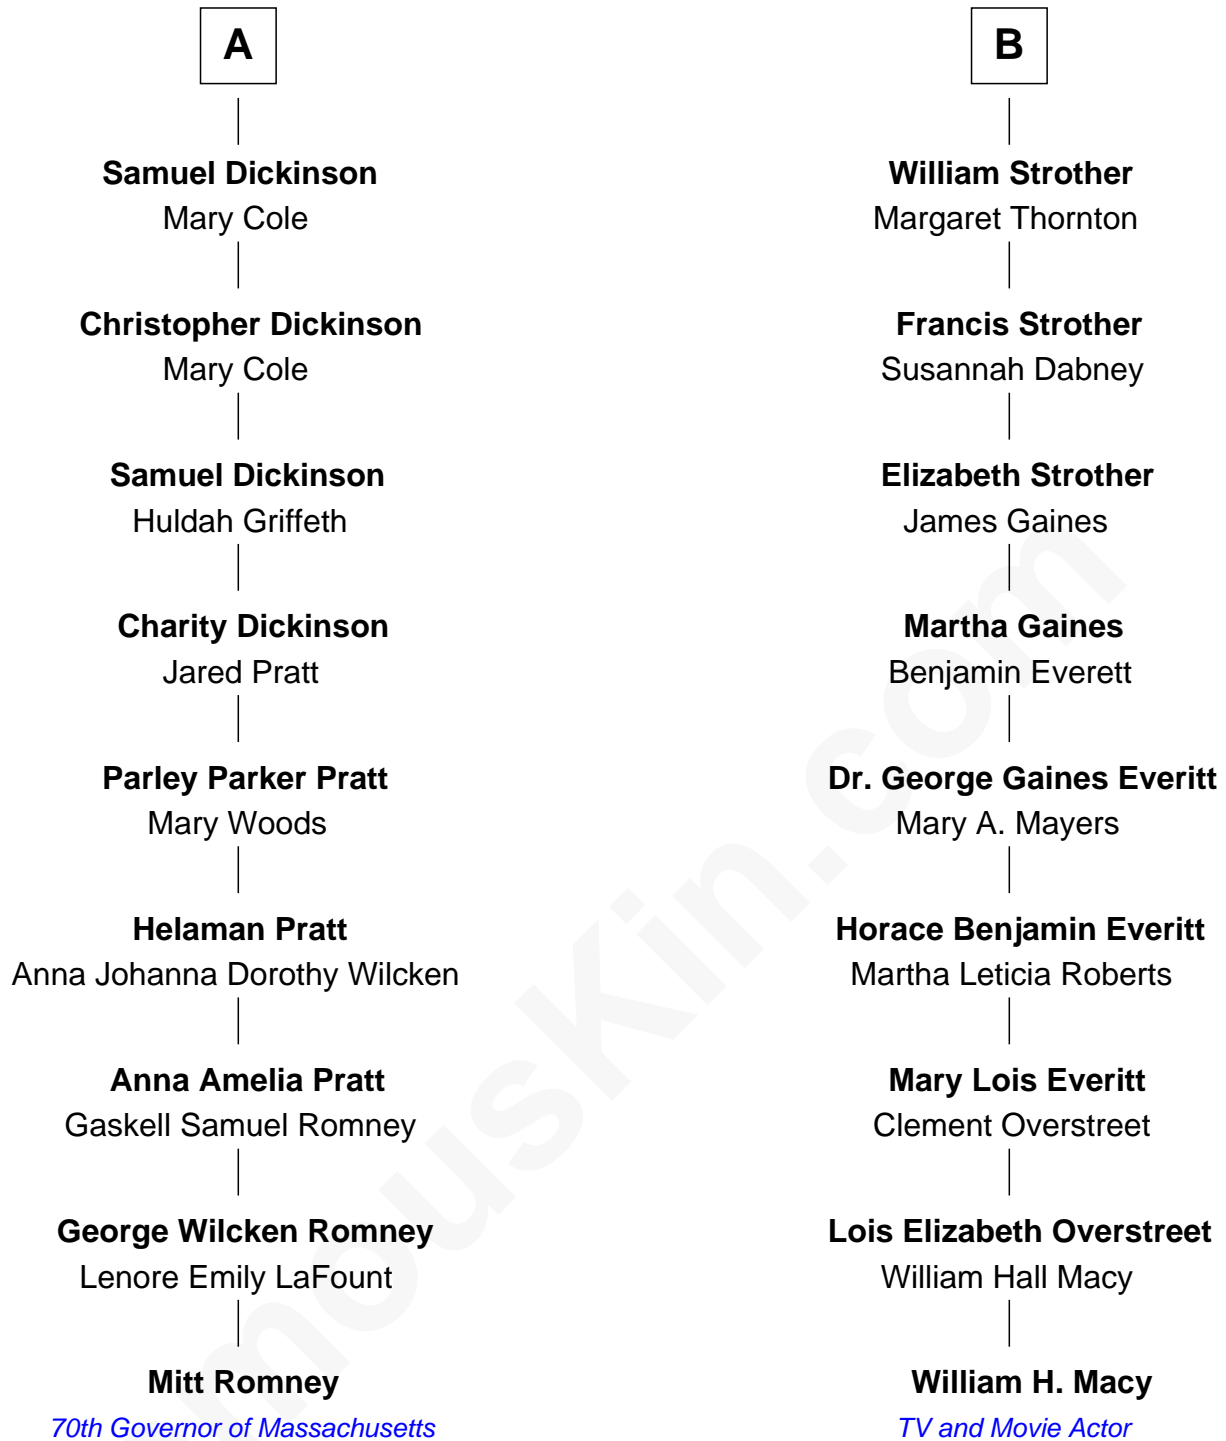 A
Samuel Dickinson
Mary Cole
Christopher Dickinson
Mary Cole
Samuel Dickinson
Huldah Griffeth
Charity Dickinson
Jared Pratt
Parley Parker Pratt
Mary Woods
Helaman Pratt
Anna Johanna Dorothy Wilcken
Anna Amelia Pratt
Gaskell Samuel Romney
George Wilcken Romney
Lenore Emily LaFount
Mitt Romney
70th Governor of Massachusetts
B
William Strother
Margaret Thornton
Francis Strother
Susannah Dabney
Elizabeth Strother
James Gaines
Martha Gaines
Benjamin Everett
Dr. George Gaines Everitt
Mary A. Mayers
Horace Benjamin Everitt
Martha Leticia Roberts
Mary Lois Everitt
Clement Overstreet
Lois Elizabeth Overstreet
William Hall Macy
William H. Macy
TV and Movie Actor
mousKin.com